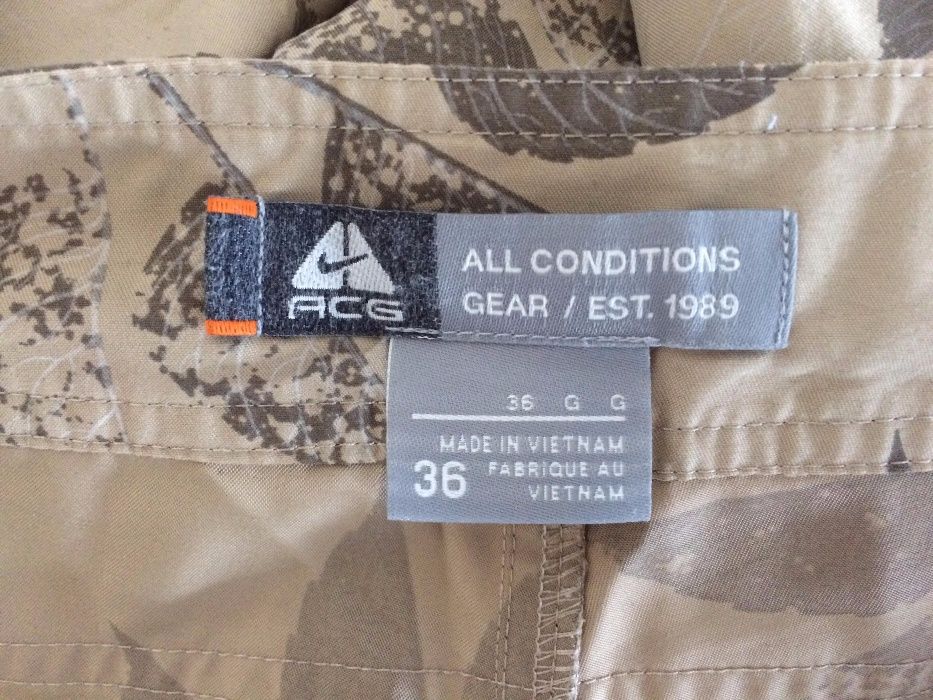 ACG
ALL CONDITIONS
GEAR / EST. 1989
36 G G
MADE IN VIETNAM
36 FABRIQUE AU
VIETNAM